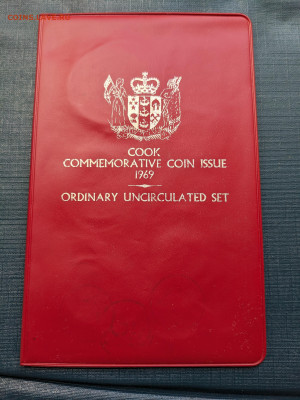 COOK
COMMEMORATIVE COIN ISSUE
1969
ORDINARY UNCIRCULATED SET